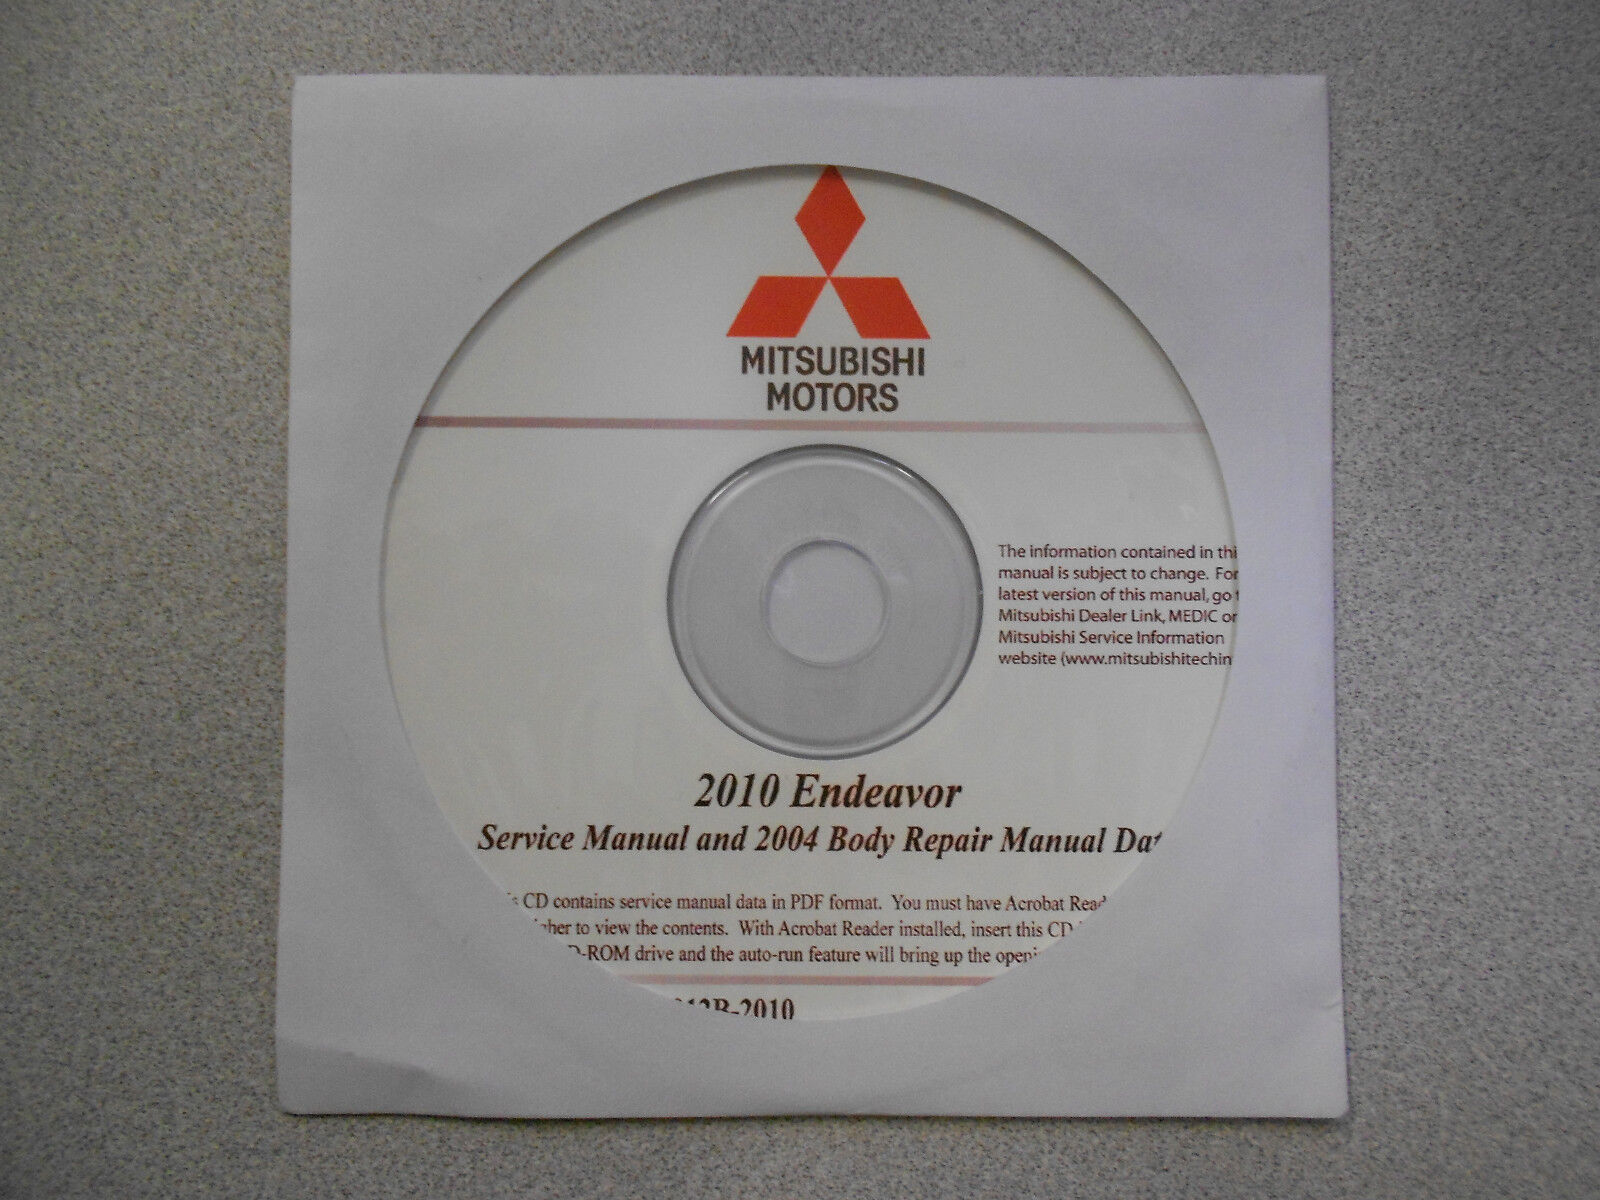 MITSUBISHI
MOTORS
The information contained in thi
manual is subject to change. For
latest version of this manual, go t
Mitsubishi Dealer Link, MEDIC or
Mitsubishi Service Information
website (www.mitsubishitechin
2010 Endeavor
Service Manual and 2004 Body Repair Manual Dat
CD contains service manual data in PDF format. You must have Acrobat Read
her to view the contents. With Acrobat Reader installed, insert this CD
D-ROM drive and the auto-run feature will bring up the openi
12B-2010